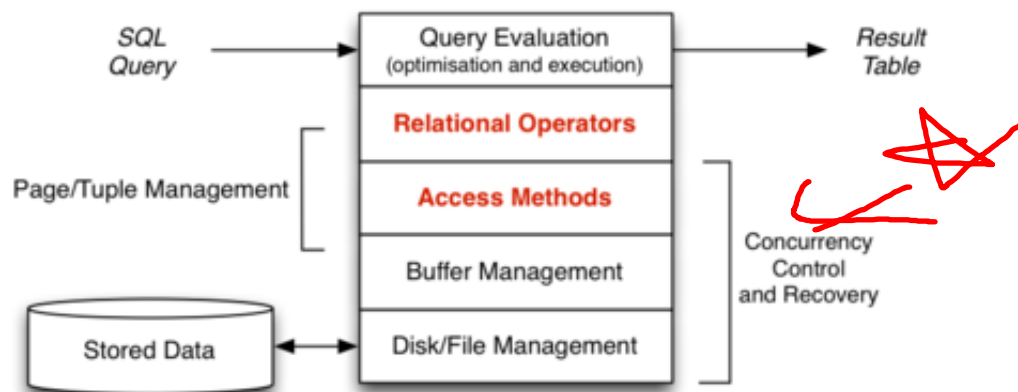 SQL
Query
Query Evaluation
(optimisation and execution)
Result
Table
Relational Operators
Page/Tuple Management
Access Methods
Buffer Management
Concurrency
Control
and Recovery
Stored Data
Disk/File Management